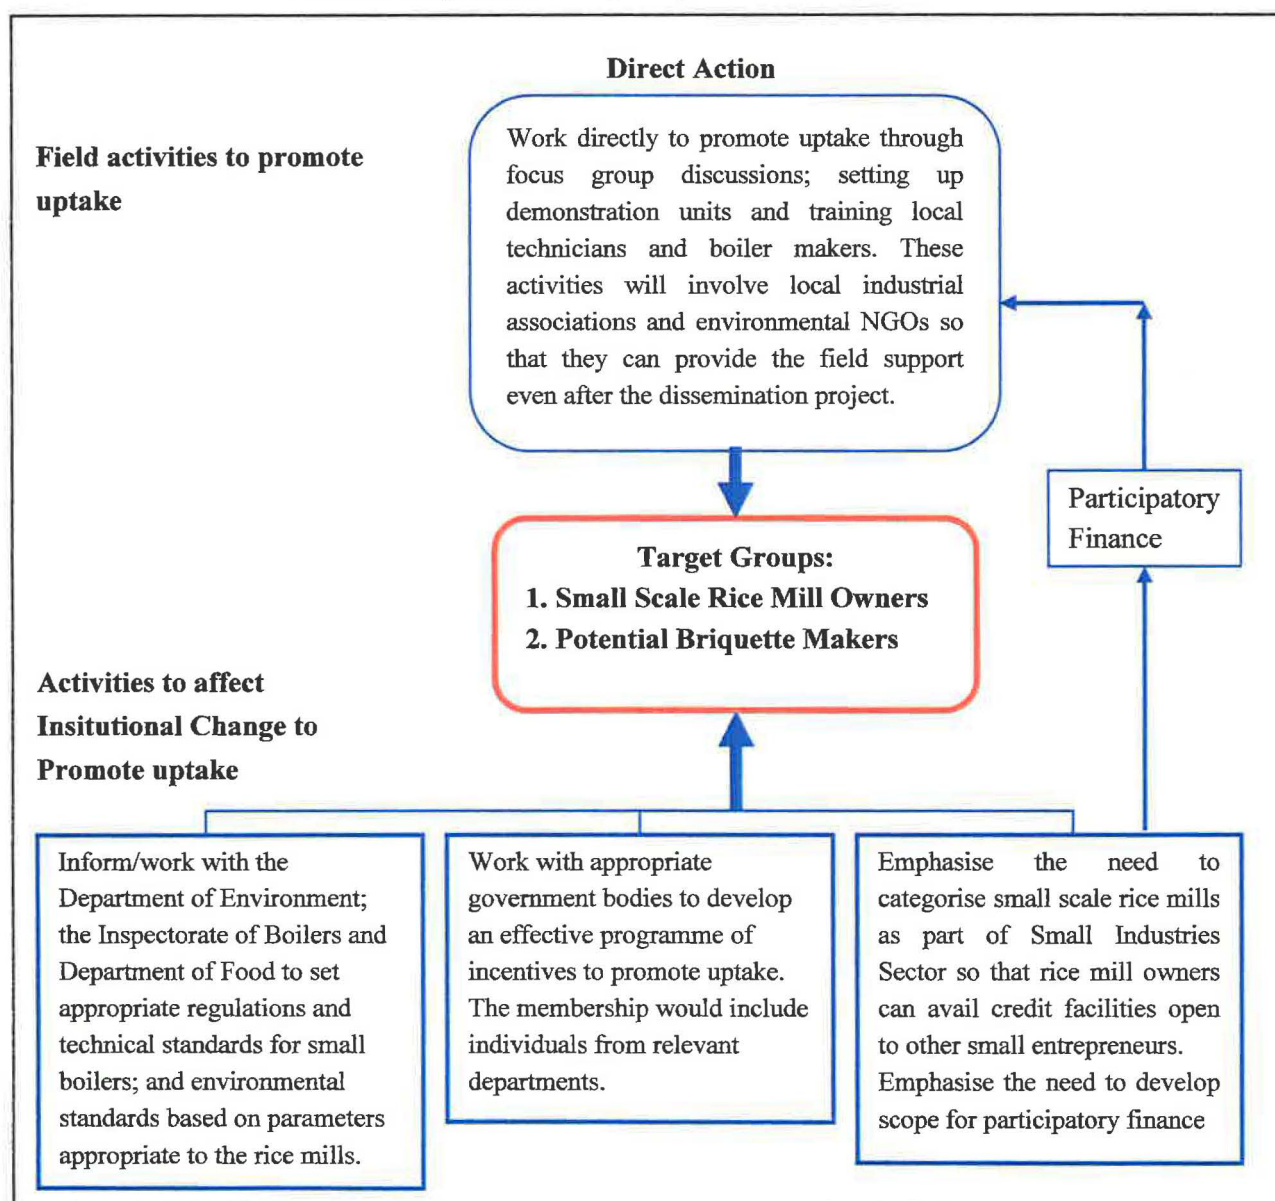 Direct Action
Field activities to promote
uptake
Work directly to promote uptake through
focus group discussions; setting up
demonstration units and training local
technicians and boiler makers. These
activities will involve local industrial
associations and environmental NGOs so
that they can provide the field support
even after the dissemination project.
Participatory
Finance
Target Groups:
1. Small Scale Rice Mill Owners
2. Potential Briquette Makers
Activities to affect
Insitutional Change to
Promote uptake
Inform/work with the
Department of Environment;
the Inspectorate of Boilers and
Department of Food to set
appropriate regulations and
technical standards for small
boilers; and environmental
standards based on parameters
appropriate to the rice mills.
Work with appropriate
government bodies to develop
an effective programme of
incentives to promote uptake.
The membership would include
individuals from relevant
departments.
Emphasise the need to
categorise small scale rice mills
as part of Small Industries
Sector so that rice mill owners
can avail credit facilities open
to other small entrepreneurs.
Emphasise the need to develop
scope for participatory finance